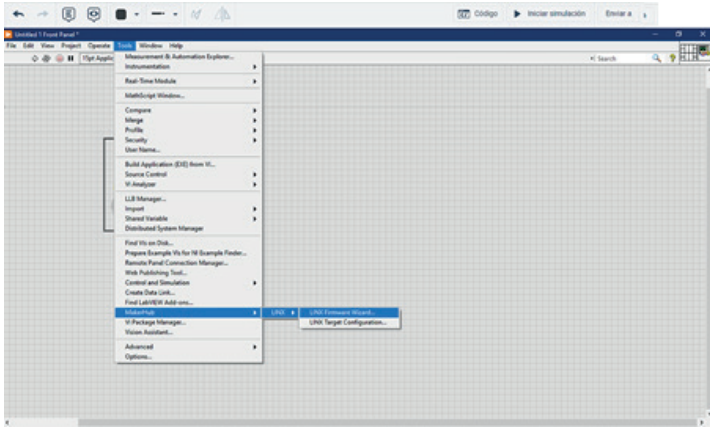 Código Iniciar simulación Enviar a
Untitled 1 Front Panel *
File Edit View Project Operate Tools Window Help
15pt Applic
Search
Measurement & Automation Explorer...
Instrumentation
Real-Time Module
MathScript Window...
Compare
Merge
Profile
Security
User Name...
Build Application (EXE) from VI...
Source Control
VI Analyzer
LLB Manager...
Import
Shared Variable
Distributed System Manager
Find VIs on Disk...
Prepare Example VIs for NI Example Finder...
Remote Panel Connection Manager...
Web Publishing Tool...
Control and Simulation
Create Data Link...
Find LabVIEW Add-ons...
MakerHub LINX LINX Firmware Wizard...
VI Package Manager... LINX Target Configuration...
Vision Assistant...
Advanced
Options...